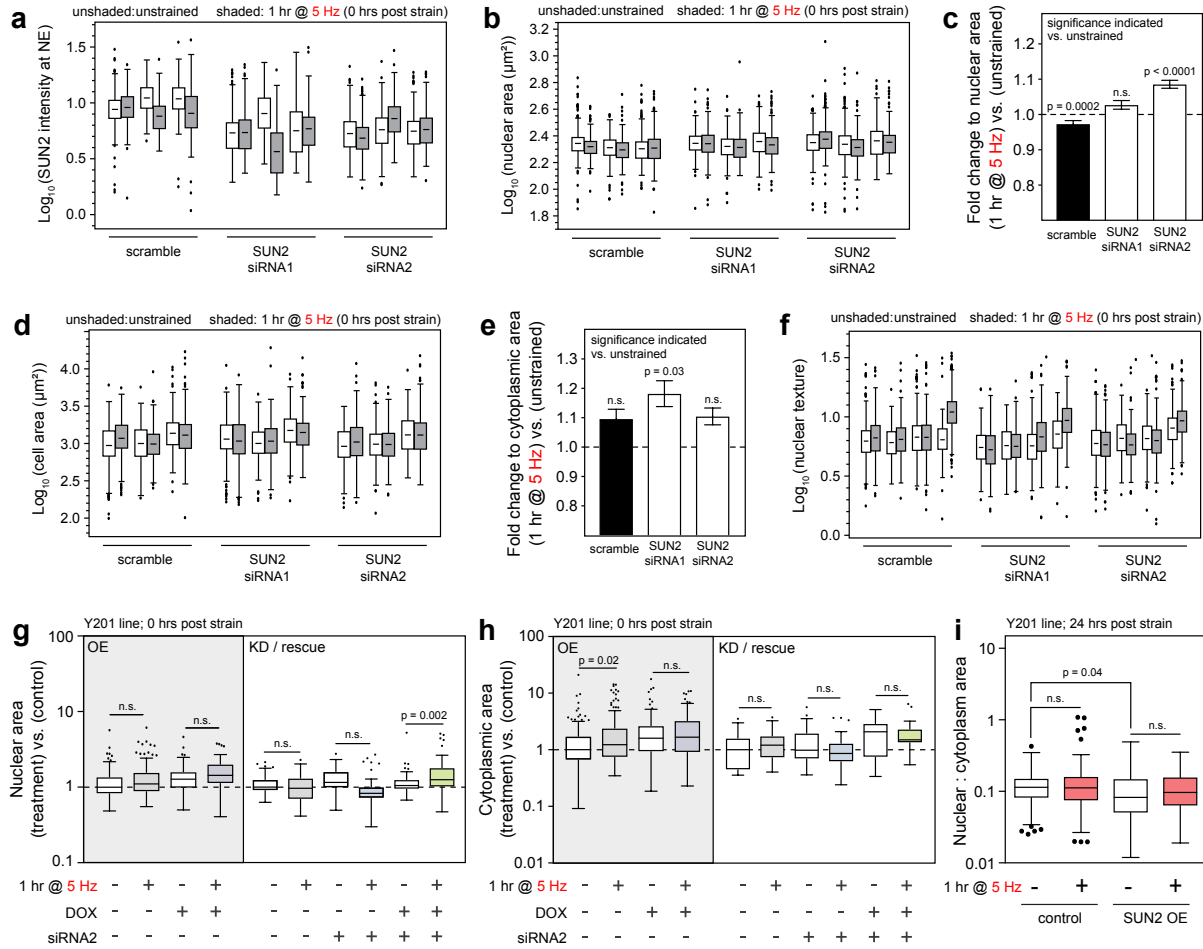 a
unshaded:unstrained shaded: 1 hr @ 5 Hz (0 hrs post strain)
Log₁₀(SUN2 intensity at NE)
1.5
1.0
0.5
0.0
scramble
SUN2
siRNA1
SUN2
siRNA2
b
unshaded:unstrained shaded: 1 hr @ 5 Hz (0 hrs post strain)
Log₁₀(nuclear area (µm²))
2.8
2.6
2.4
2.2
2.0
1.8
scramble
SUN2
siRNA1
SUN2
siRNA2
c
significance indicated
vs. unstrained
Fold change to nuclear area
(1 hr @ 5 Hz) vs. (unstrained)
1.2
1.1
1.0
0.9
p = 0.0002
n.s.
p < 0.0001
scramble
SUN2
siRNA1
SUN2
siRNA2
d
unshaded:unstrained shaded: 1 hr @ 5 Hz (0 hrs post strain)
Log₁₀(cell area (µm²))
4.0
3.5
3.0
2.5
2.0
scramble
SUN2
siRNA1
SUN2
siRNA2
e
significance indicated
vs. unstrained
Fold change to cytoplasmic area
(1 hr @ 5 Hz) vs. (unstrained)
1.3
1.2
1.1
1.0
0.9
0.8
n.s.
p = 0.03
n.s.
scramble
SUN2
siRNA1
SUN2
siRNA2
f
unshaded:unstrained shaded: 1 hr @ 5 Hz (0 hrs post strain)
Log₁₀(nuclear texture)
1.5
1.0
0.5
0.0
scramble
SUN2
siRNA1
SUN2
siRNA2
g
Y201 line; 0 hrs post strain
OE
KD / rescue
Nuclear area
(treatment) vs. (control)
100
10
1
0.1
n.s.
n.s.
n.s.
n.s.
p = 0.002
1 hr @ 5 Hz - + - + - + - + - +
DOX - - + + - - - - + +
siRNA2 - - - - - - + + + +
h
Y201 line; 0 hrs post strain
OE
KD / rescue
Cytoplasmic area
(treatment) vs. (control)
100
10
1
0.1
0.01
p = 0.02
n.s.
n.s.
n.s.
n.s.
1 hr @ 5 Hz - + - + - + - + - +
DOX - - + + - - - - + +
siRNA2 - - - - - - + + + +
i
Y201 line; 24 hrs post strain
Nuclear : cytoplasm area
10
1
0.1
0.01
p = 0.04
n.s.
n.s.
1 hr @ 5 Hz - + - +
control
SUN2 OE